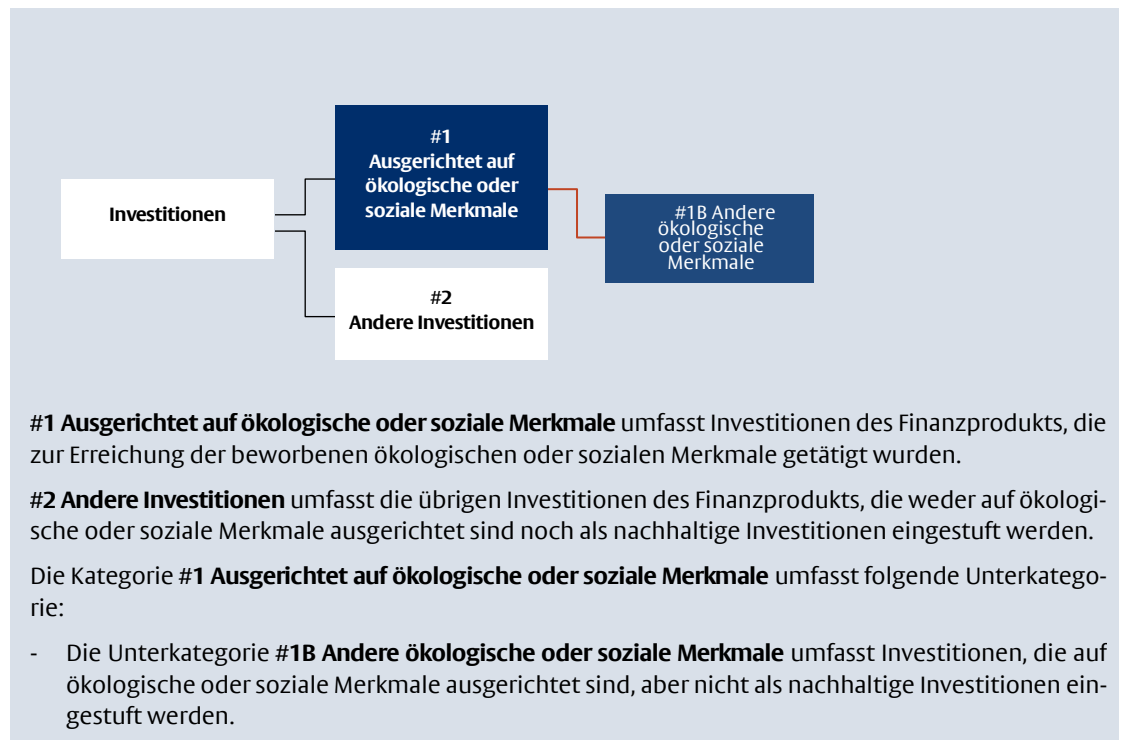 #1
Ausgerichtet auf
ökologische oder
soziale Merkmale
Investitionen
#1B Andere
ökologische
oder soziale
Merkmale
#2
Andere Investitionen
#1 Ausgerichtet auf ökologische oder soziale Merkmale umfasst Investitionen des Finanzprodukts, die
zur Erreichung der beworbenen ökologischen oder sozialen Merkmale getätigt wurden.
#2 Andere Investitionen umfasst die übrigen Investitionen des Finanzprodukts, die weder auf ökologi-
sche oder soziale Merkmale ausgerichtet sind noch als nachhaltige Investitionen eingestuft werden.
Die Kategorie #1 Ausgerichtet auf ökologische oder soziale Merkmale umfasst folgende Unterkatego-
rie:
- Die Unterkategorie #1B Andere ökologische oder soziale Merkmale umfasst Investitionen, die auf
ökologische oder soziale Merkmale ausgerichtet sind, aber nicht als nachhaltige Investitionen ein-
gestuft werden.